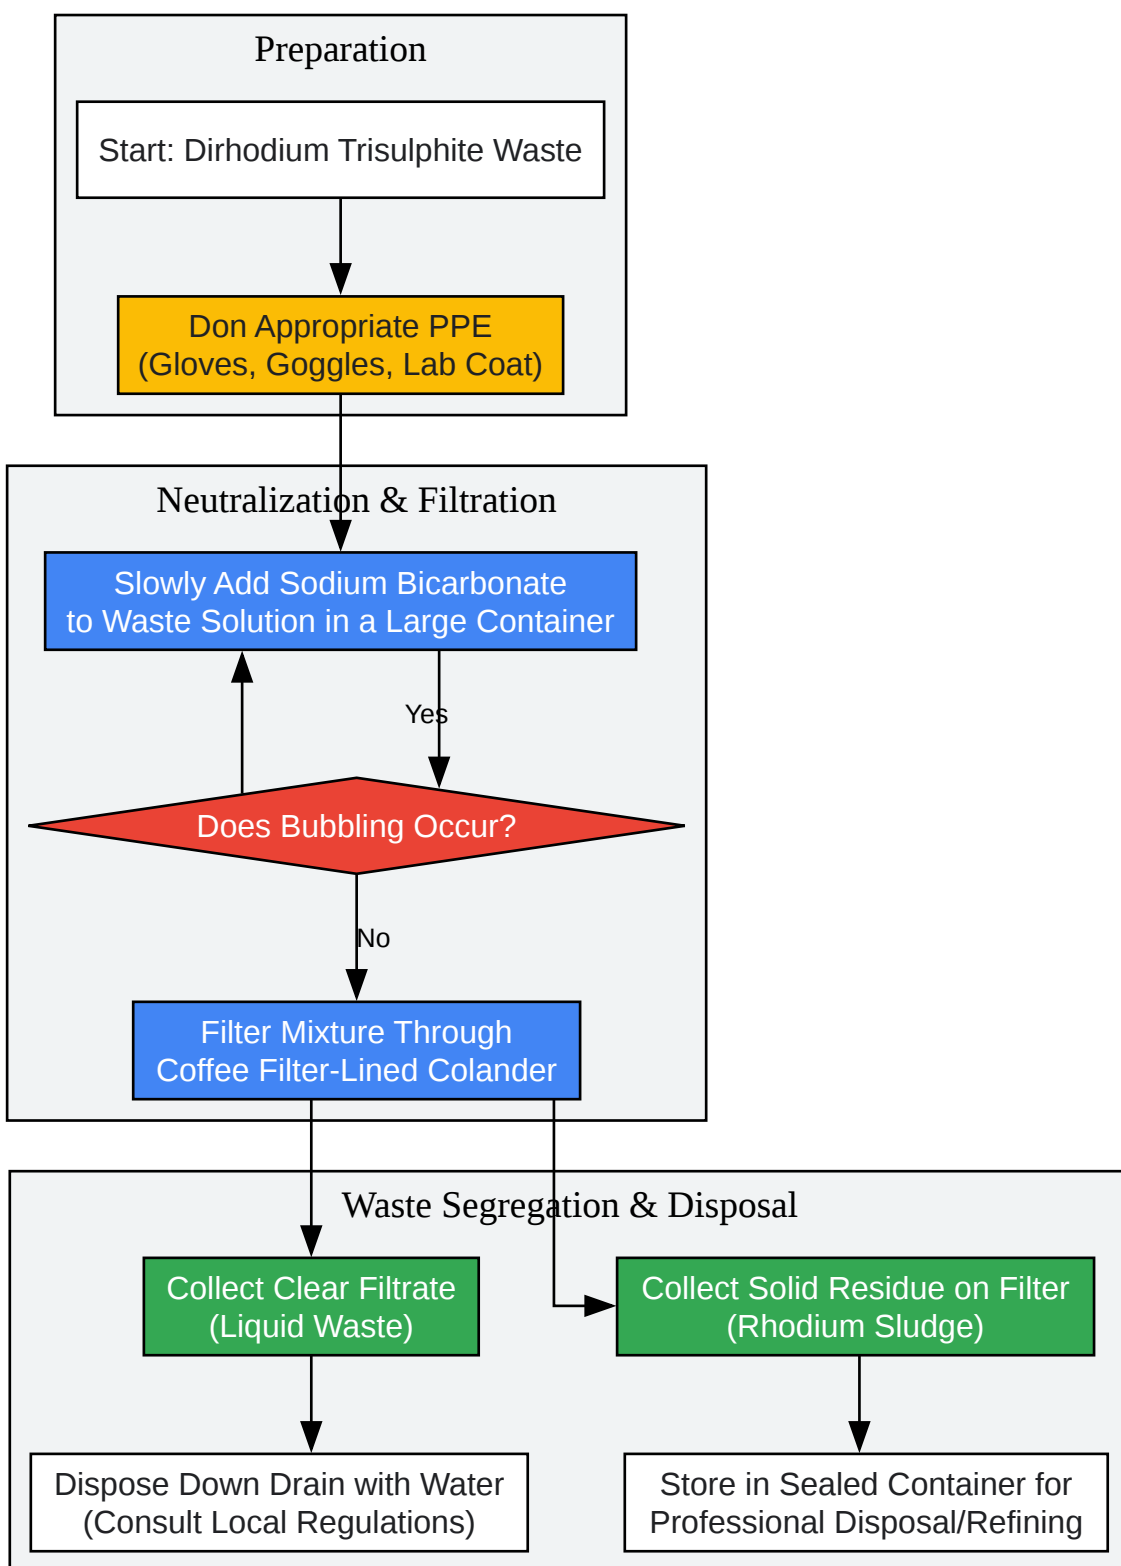 Preparation
Start: Dirhodium Trisulphite Waste
Don Appropriate PPE
(Gloves, Goggles, Lab Coat)
Neutralization & Filtration
Slowly Add Sodium Bicarbonate
to Waste Solution in a Large Container
Yes
Does Bubbling Occur?
No
Filter Mixture Through
Coffee Filter-Lined Colander
Waste Segregation & Disposal
Collect Clear Filtrate
(Liquid Waste)
Collect Solid Residue on Filter
(Rhodium Sludge)
Dispose Down Drain with Water
(Consult Local Regulations)
Store in Sealed Container for
Professional Disposal/Refining